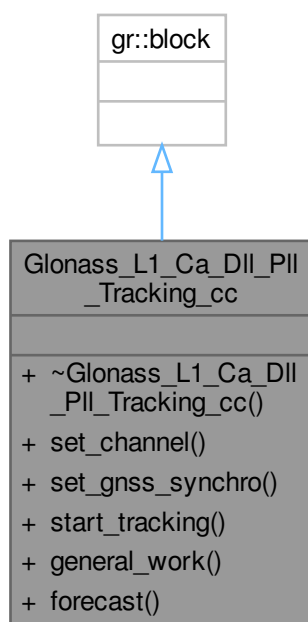 gr::block
Glonass_L1_Ca_Dll_Pll
_Tracking_cc
+ ~Glonass_L1_Ca_Dll
_Pll_Tracking_cc()
+ set_channel()
+ set_gnss_synchro()
+ start_tracking()
+ general_work()
+ forecast()